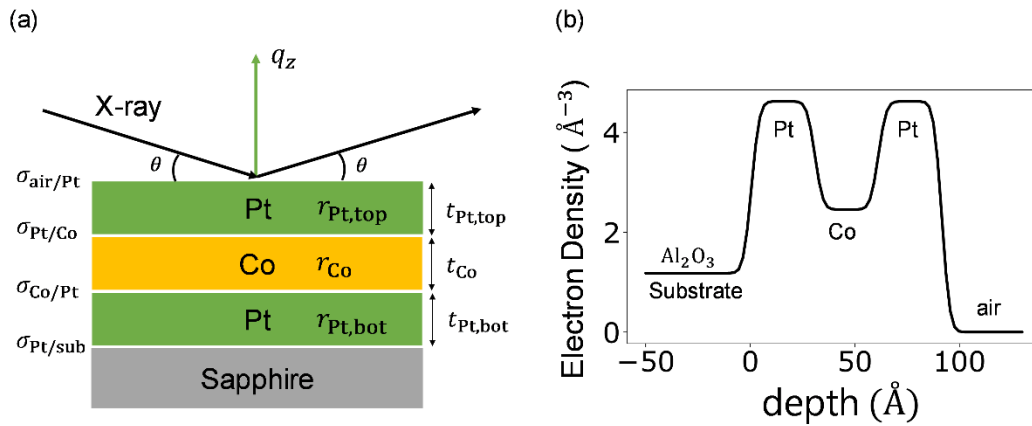 (a)
q_z
X-ray
θ
θ
σ_air/Pt
Pt
r_Pt,top
t_Pt,top
σ_Pt/Co
Co
r_Co
t_Co
σ_Co/Pt
Pt
r_Pt,bot
t_Pt,bot
σ_Pt/sub
Sapphire
(b)
Electron Density (Å⁻³)
4
2
0
Pt
Pt
Co
Al₂O₃
Substrate
air
−50
0
50
100
depth (Å)